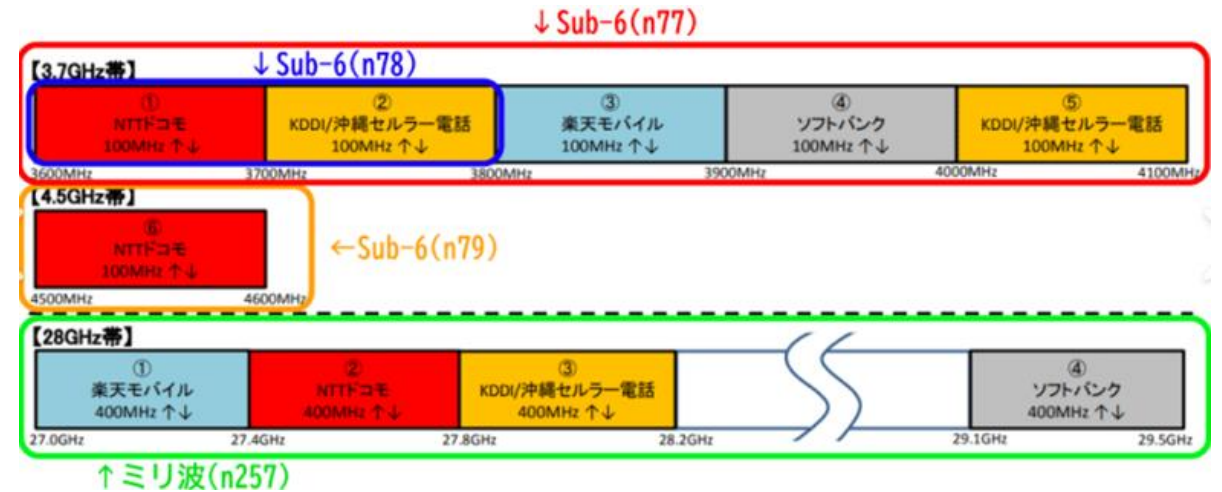 ↓Sub-6(n77)
【3.7GHz帯】
↓Sub-6(n78)
①
NTTドコモ
100MHz ↑↓
②
KDDI/沖縄セルラー電話
100MHz ↑↓
③
楽天モバイル
100MHz ↑↓
④
ソフトバンク
100MHz ↑↓
⑤
KDDI/沖縄セルラー電話
100MHz ↑↓
3600MHz 3700MHz 3800MHz 3900MHz 4000MHz 4100MHz
【4.5GHz帯】
⑥
NTTドコモ
100MHz ↑↓
←Sub-6(n79)
4500MHz 4600MHz
【28GHz帯】
①
楽天モバイル
400MHz ↑↓
②
NTTドコモ
400MHz ↑↓
③
KDDI/沖縄セルラー電話
400MHz ↑↓
④
ソフトバンク
400MHz ↑↓
27.0GHz 27.4GHz 27.8GHz 28.2GHz 29.1GHz 29.5GHz
↑ミリ波(n257)